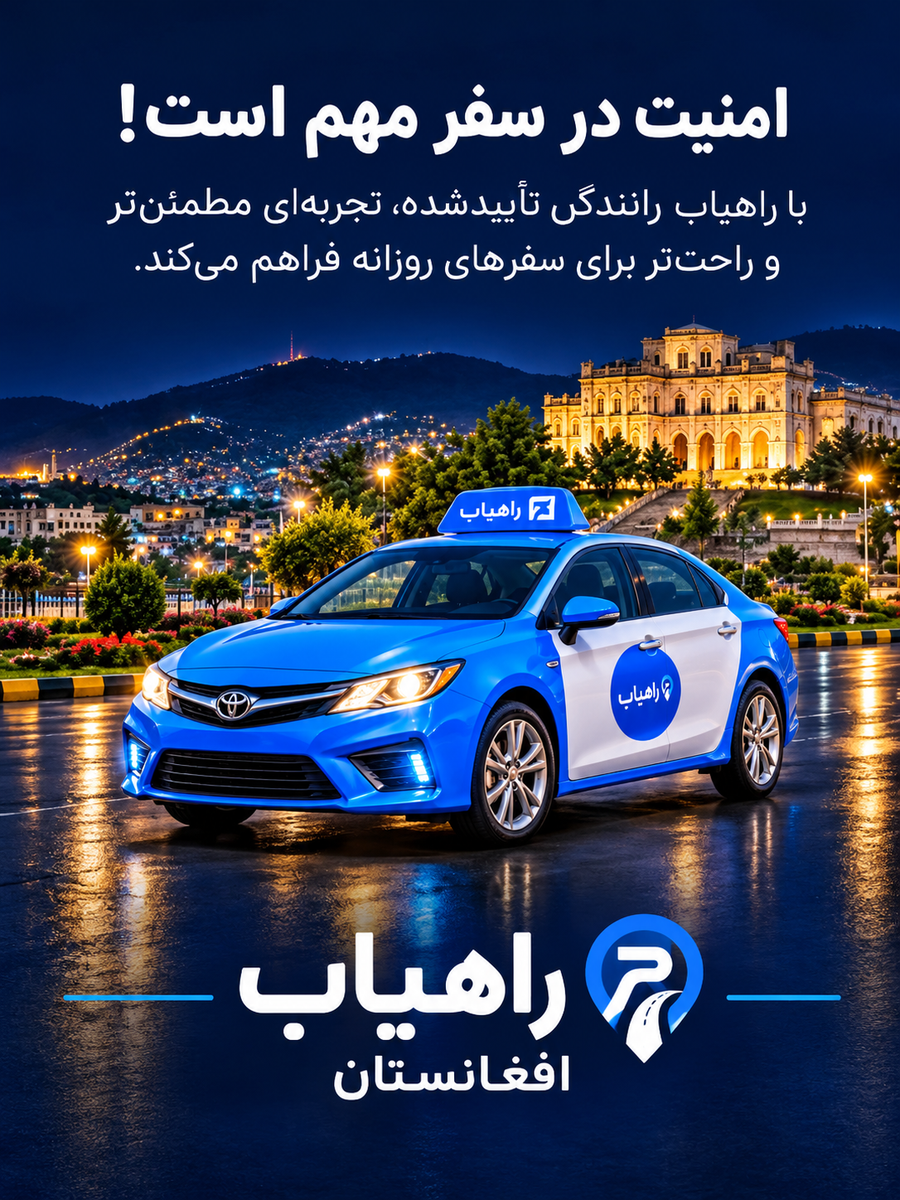 امنیت در سفر مهم است!
با راهیاب رانندگں تأییدشده، تجربه‌ای مطمئن‌تر
و راحت‌تر برای سفرهای روزانه فراهم می‌کند.
راهیاب
راهیاب
راهیاب
افغانستان